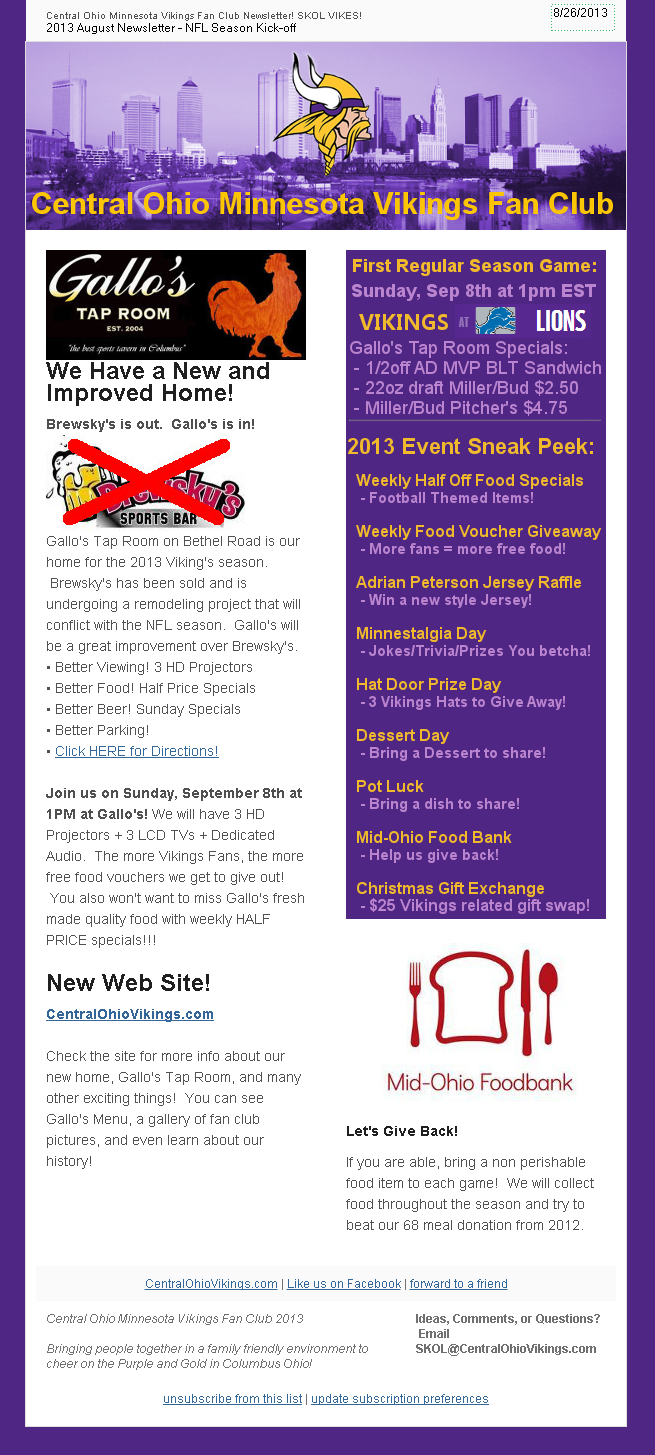 Central Ohio Minnesota Vikings Fan Club Newsletter! SKOL VIKES!
2013 August Newsletter - NFL Season Kick-off
8/26/2013
Central Ohio Minnesota Vikings Fan Club
Gallo's
TAP ROOM
EST. 2004
"the best sports tavern in Columbus"
We Have a New and
Improved Home!
Brewsky's is out.  Gallo's is in!
Brewsky's
SPORTS BAR
Gallo's Tap Room on Bethel Road is our
home for the 2013 Viking's season.
Brewsky's has been sold and is
undergoing a remodeling project that will
conflict with the NFL season.  Gallo's will
be a great improvement over Brewsky's.
• Better Viewing! 3 HD Projectors
• Better Food! Half Price Specials
• Better Beer! Sunday Specials
• Better Parking!
• Click HERE for Directions!
Join us on Sunday, September 8th at
1PM at Gallo's! We will have 3 HD
Projectors + 3 LCD TVs + Dedicated
Audio.  The more Vikings Fans, the more
free food vouchers we get to give out!
You also won't want to miss Gallo's fresh
made quality food with weekly HALF
PRICE specials!!!
New Web Site!
CentralOhioVikings.com
Check the site for more info about our
new home, Gallo's Tap Room, and many
other exciting things!  You can see
Gallo's Menu, a gallery of fan club
pictures, and even learn about our
history!
First Regular Season Game:
Sunday, Sep 8th at 1pm EST
VIKINGS AT LIONS
Gallo's Tap Room Specials:
- 1/2off AD MVP BLT Sandwich
- 22oz draft Miller/Bud $2.50
- Miller/Bud Pitcher's $4.75
2013 Event Sneak Peek:
Weekly Half Off Food Specials
- Football Themed Items!
Weekly Food Voucher Giveaway
- More fans = more free food!
Adrian Peterson Jersey Raffle
- Win a new style Jersey!
Minnestalgia Day
- Jokes/Trivia/Prizes You betcha!
Hat Door Prize Day
- 3 Vikings Hats to Give Away!
Dessert Day
- Bring a Dessert to share!
Pot Luck
- Bring a dish to share!
Mid-Ohio Food Bank
- Help us give back!
Christmas Gift Exchange
- $25 Vikings related gift swap!
Mid-Ohio Foodbank
Let's Give Back!
If you are able, bring a non perishable
food item to each game!  We will collect
food throughout the season and try to
beat our 68 meal donation from 2012.
CentralOhioVikings.com | Like us on Facebook | forward to a friend
Central Ohio Minnesota Vikings Fan Club 2013
Bringing people together in a family friendly environment to
cheer on the Purple and Gold in Columbus Ohio!
Ideas, Comments, or Questions?
Email
SKOL@CentralOhioVikings.com
unsubscribe from this list | update subscription preferences